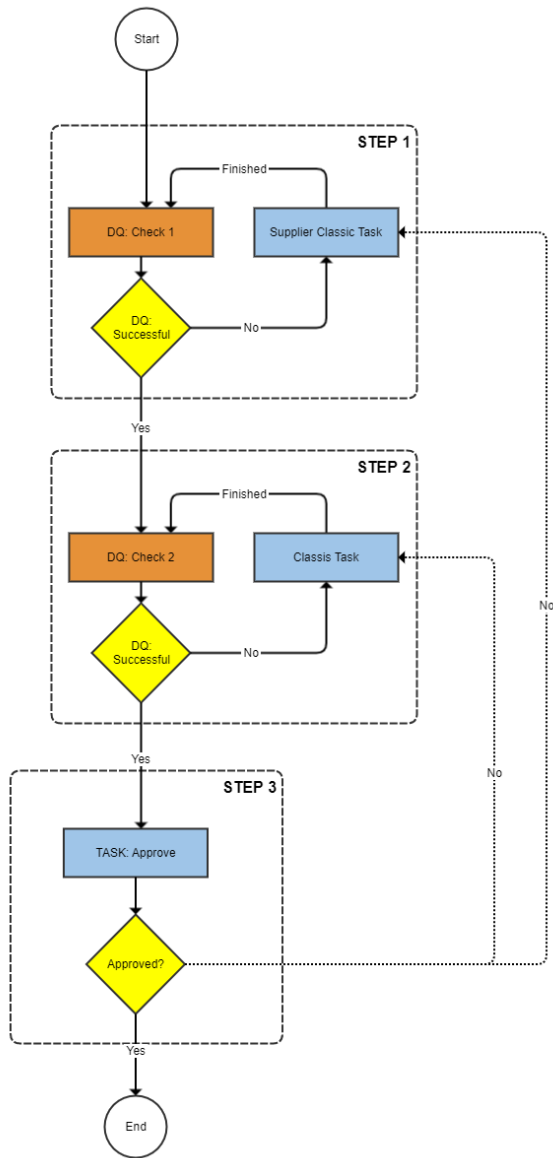 Start
STEP 1
Finished
DQ: Check 1
Supplier Classic Task
DQ:
Successful
No
Yes
STEP 2
Finished
DQ: Check 2
Classis Task
No
DQ:
Successful
No
Yes
No
STEP 3
TASK: Approve
Approved?
Yes
End